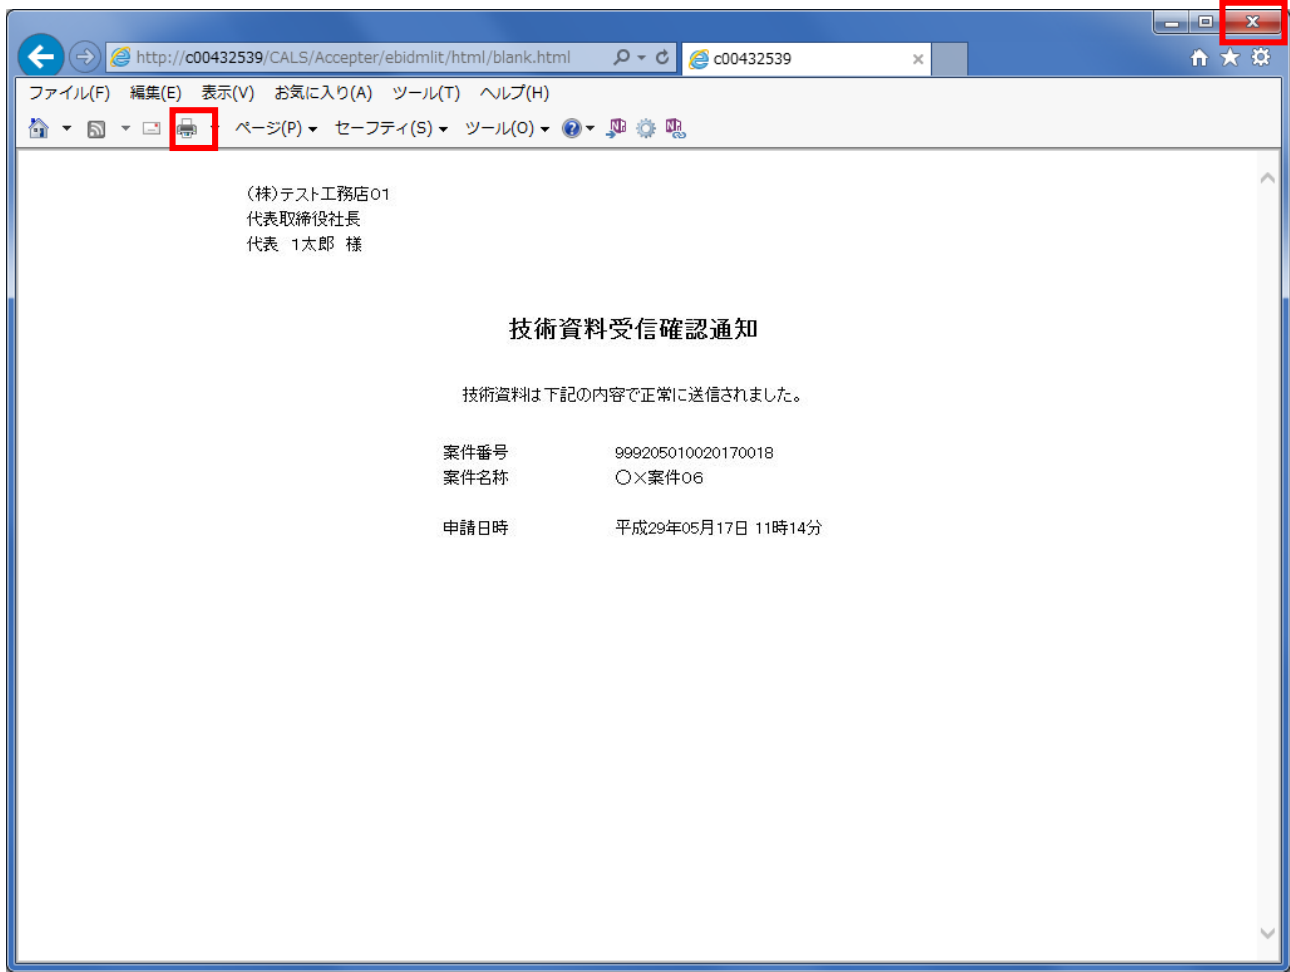 http://c00432539/CALS/Accepter/ebidmlit/html/blank.html
c00432539
ファイル(F) 編集(E) 表示(V) お気に入り(A) ツール(T) ヘルプ(H)
ページ(P) セーフティ(S) ツール(O)
(株)テスト工務店01
代表取締役社長
代表 1太郎 様
技術資料受信確認通知
技術資料は下記の内容で正常に送信されました。
案件番号 999205010020170018
案件名称 〇×案件06
申請日時 平成29年05月17日 11時14分